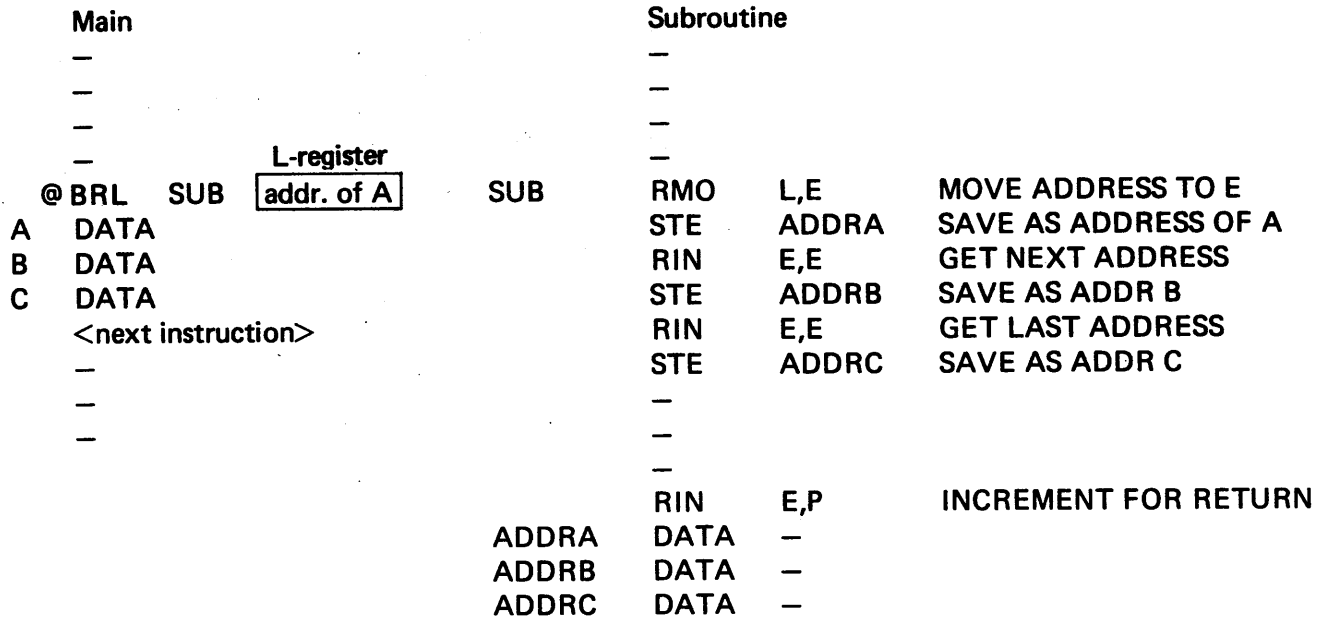 Main Subroutine
— —
— —
— —
— L-register —
@ BRL SUB addr. of A SUB RMO L,E MOVE ADDRESS TO E
A DATA STE ADDRA SAVE AS ADDRESS OF A
B DATA RIN E,E GET NEXT ADDRESS
C DATA STE ADDRB SAVE AS ADDR B
<next instruction> RIN E,E GET LAST ADDRESS
— STE ADDRC SAVE AS ADDR C
— —
— —
—
RIN E,P INCREMENT FOR RETURN
ADDRA DATA —
ADDRB DATA —
ADDRC DATA —